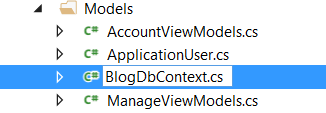 Models
C# AccountViewModels.cs
C# ApplicationUser.cs
C# BlogDbContext.cs
C# ManageViewModels.cs